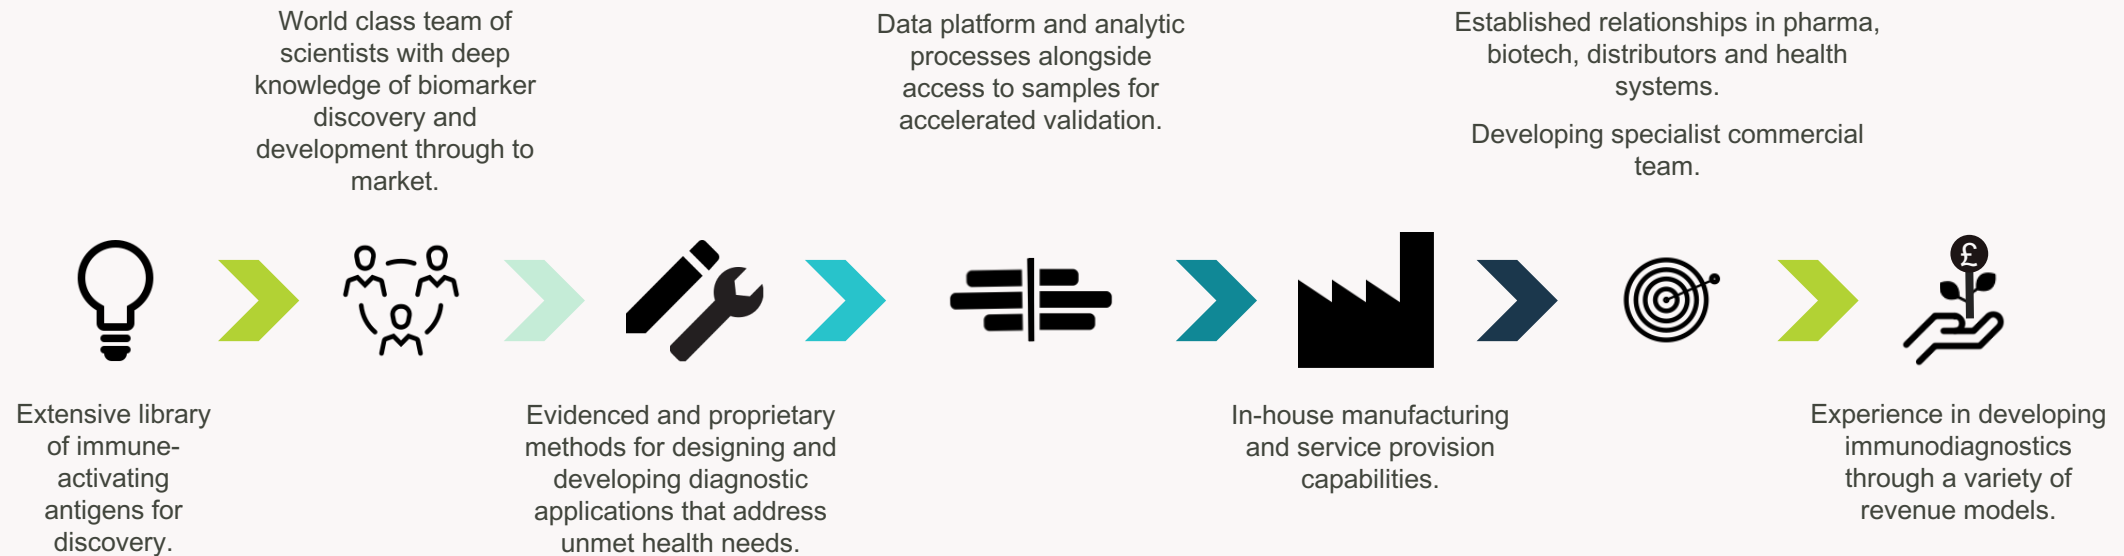 World class team of
scientists with deep
knowledge of biomarker
discovery and
development through to
market.
Data platform and analytic
processes alongside
access to samples for
accelerated validation.
Established relationships in pharma,
biotech, distributors and health
systems.
Developing specialist commercial
team.
£
Extensive library
of immune-
activating
antigens for
discovery.
Evidenced and proprietary
methods for designing and
developing diagnostic
applications that address
unmet health needs.
In-house manufacturing
and service provision
capabilities.
Experience in developing
immunodiagnostics
through a variety of
revenue models.